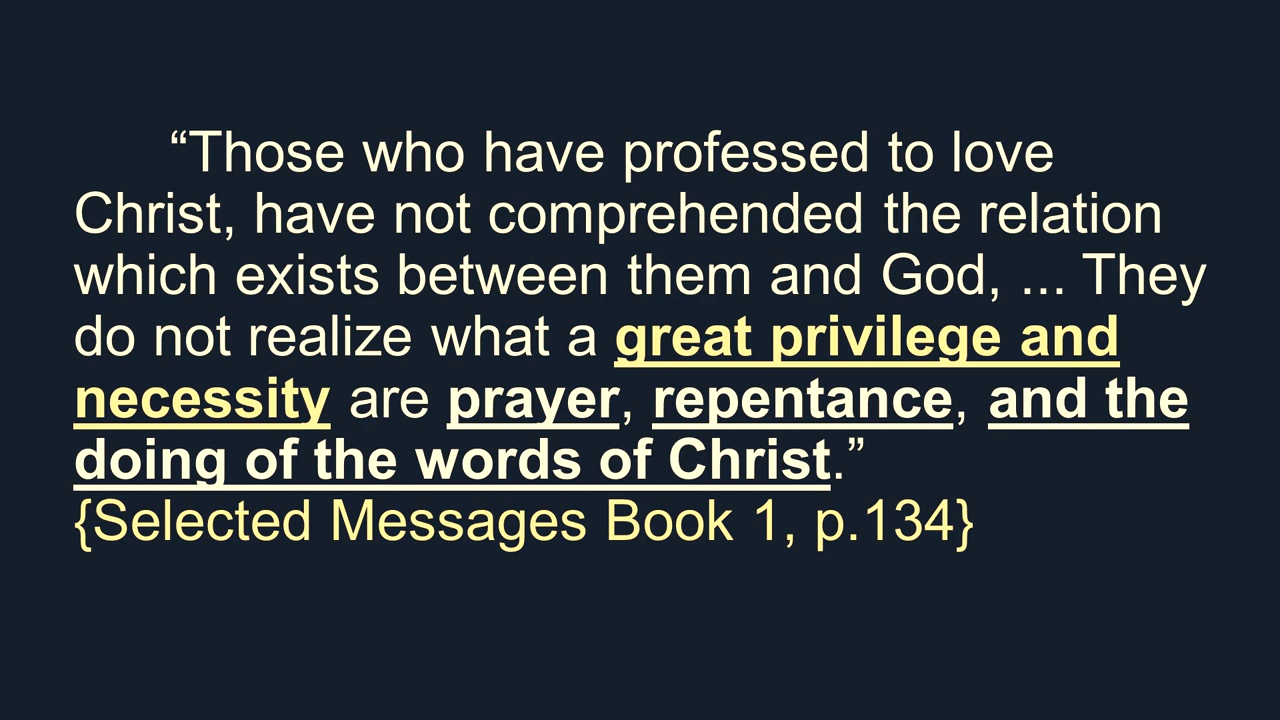 “Those who have professed to love
Christ, have not comprehended the relation
which exists between them and God, ... They
do not realize what a great privilege and
necessity are prayer, repentance, and the
doing of the words of Christ.”
{Selected Messages Book 1, p.134}